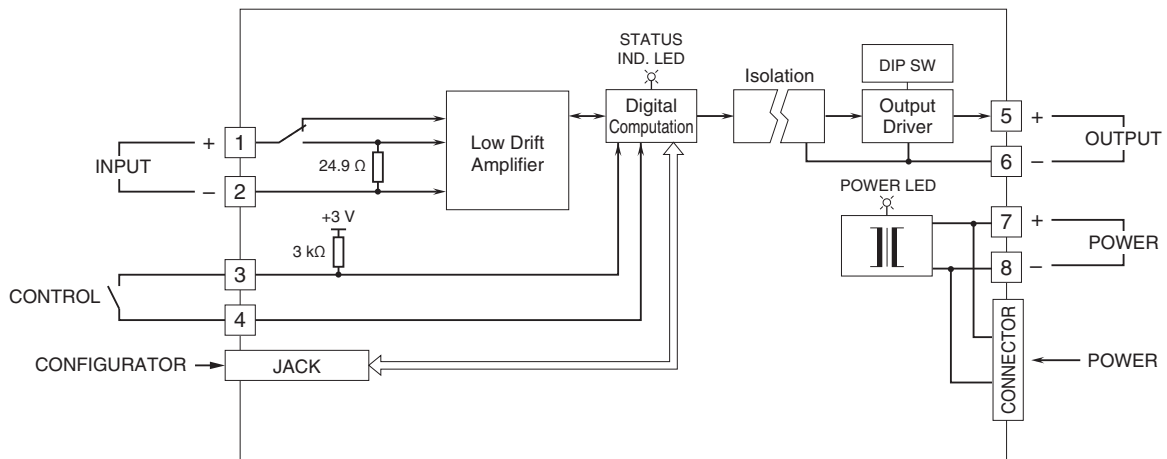 STATUS
IND. LED
DIP SW
Isolation
Digital
Computation
Output
Driver
5 +
OUTPUT
6 –
Low Drift
Amplifier
INPUT
+ 1
24.9 Ω
– 2
POWER LED
7 +
POWER
8 –
+3 V
3 kΩ
3
CONTROL
4
CONFIGURATOR
JACK
CONNECTOR
POWER